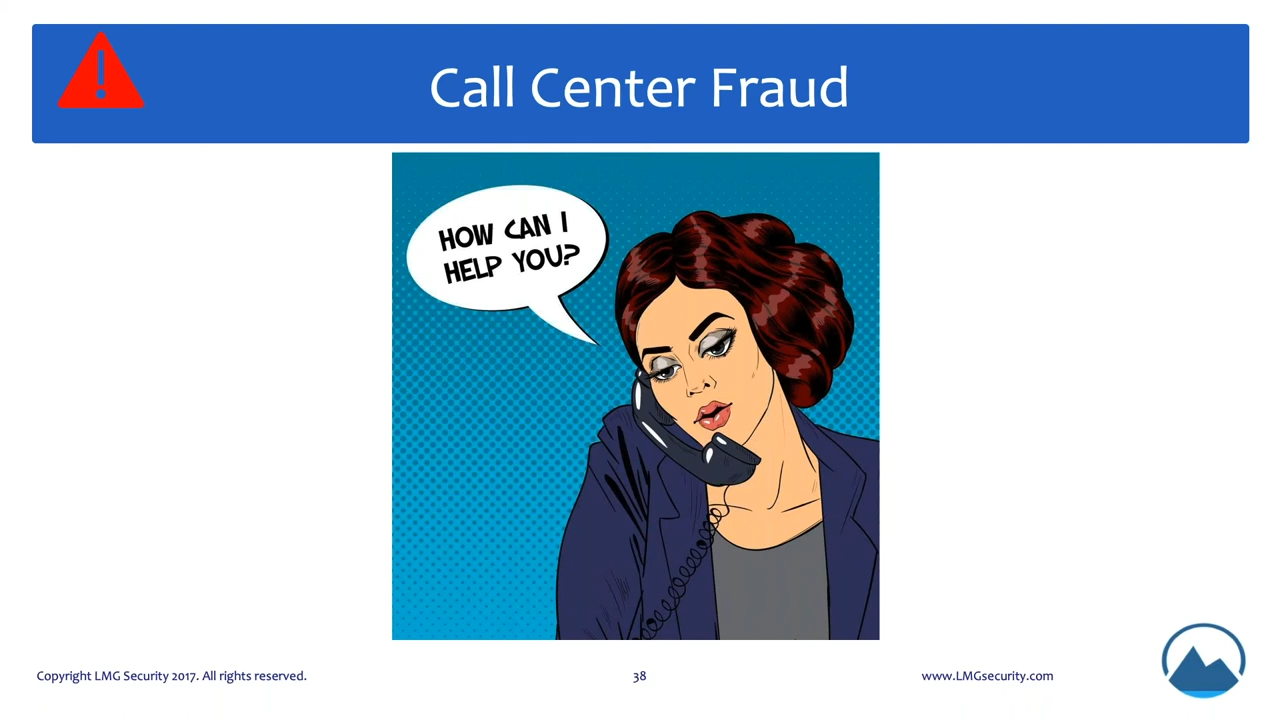 Call Center Fraud
HOW CAN I
HELP YOU?
Copyright LMG Security 2017. All rights reserved.
38
www.LMGsecurity.com